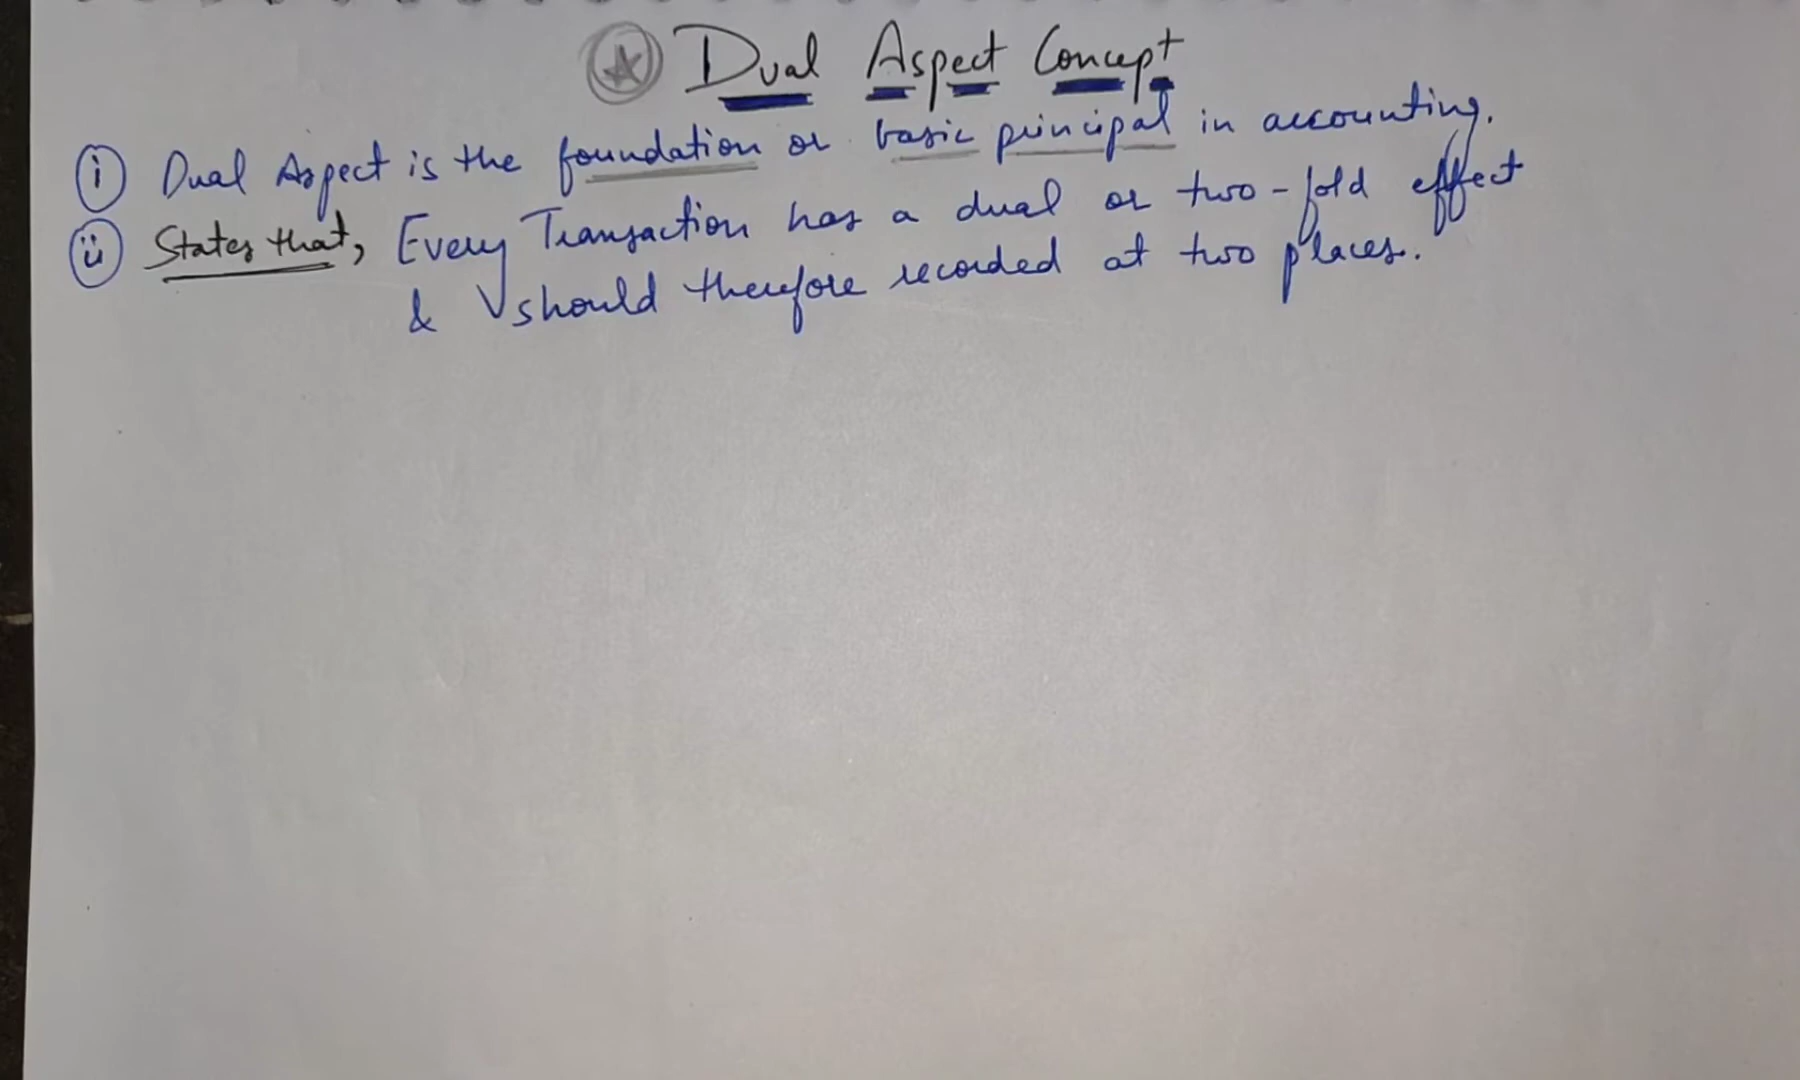 Dual Aspect Concept
i Dual Aspect is the foundation or basic principal in accounting.
ii States that, Every Transaction has a dual or two-fold effect
& should therefore recorded at two places.